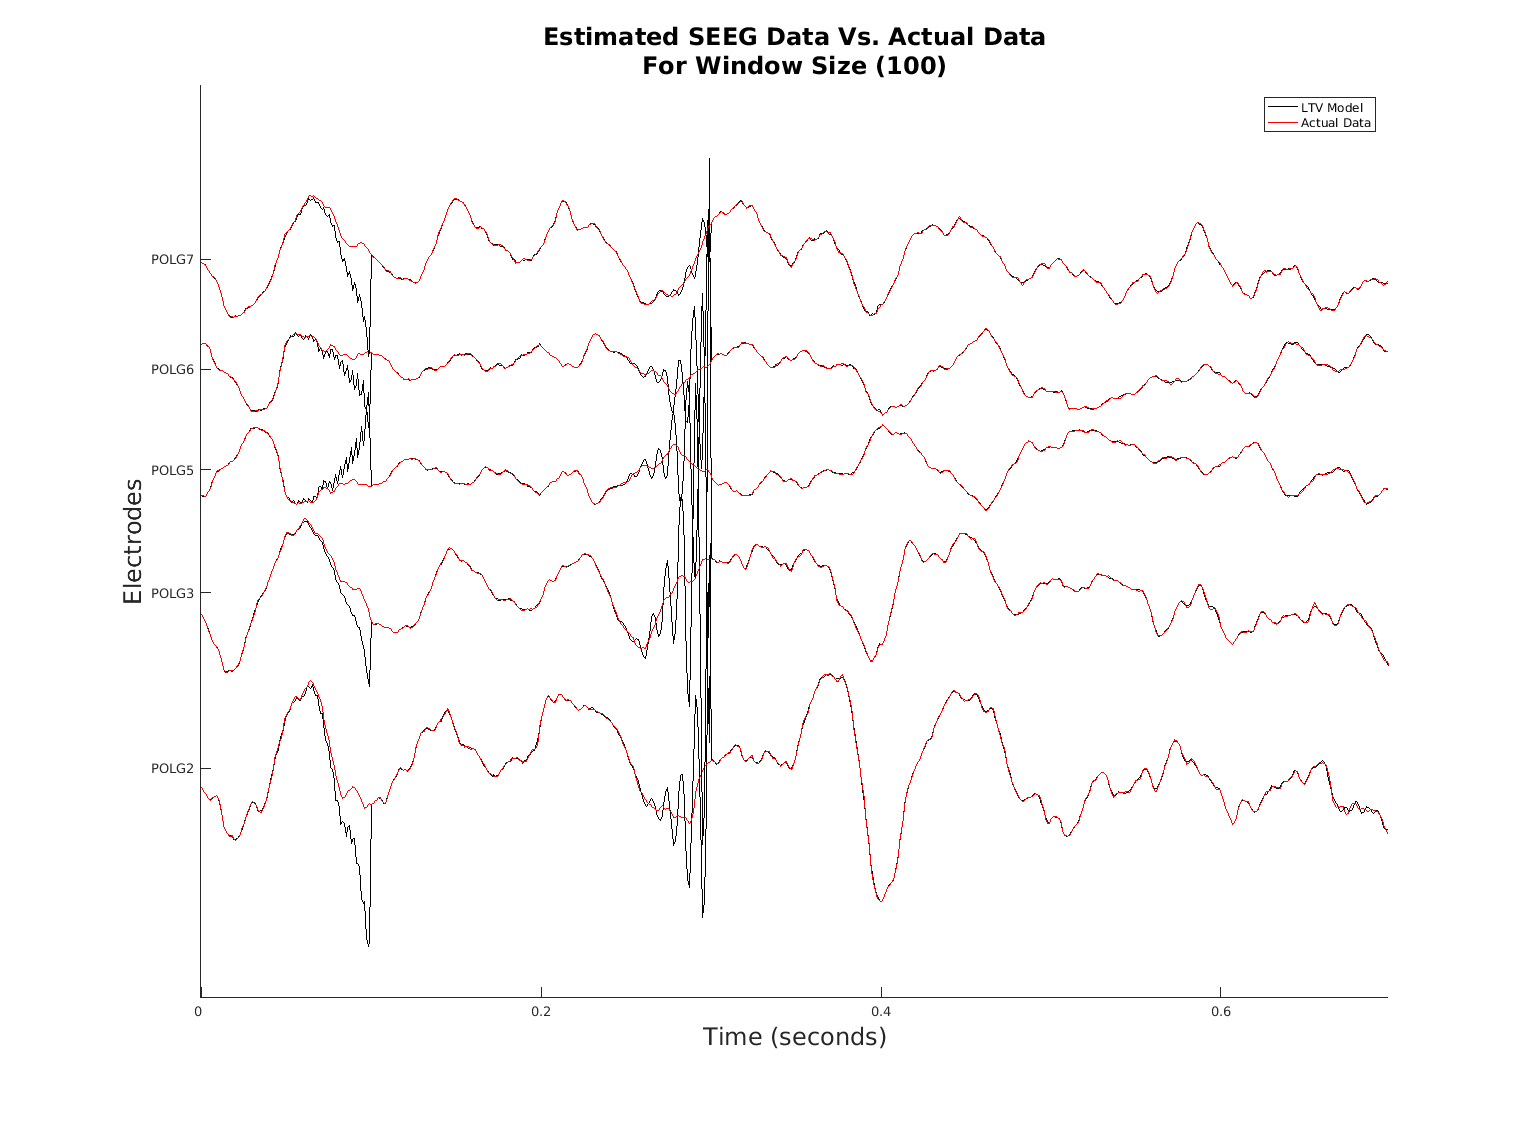 Estimated SEEG Data Vs. Actual Data
For Window Size (100)
LTV Model
Actual Data
POLG7
POLG6
POLG5
POLG3
POLG2
Electrodes
0
0.2
0.4
0.6
Time (seconds)